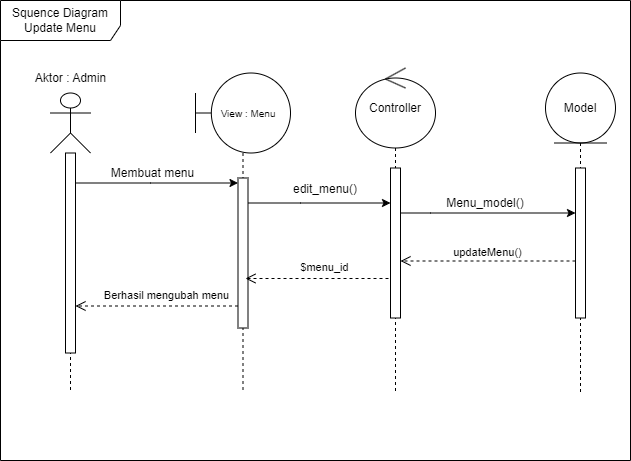 Squence Diagram
Update Menu
Aktor : Admin
View : Menu
Controller
Model
Membuat menu
edit_menu()
Menu_model()
updateMenu()
$menu_id
Berhasil mengubah menu